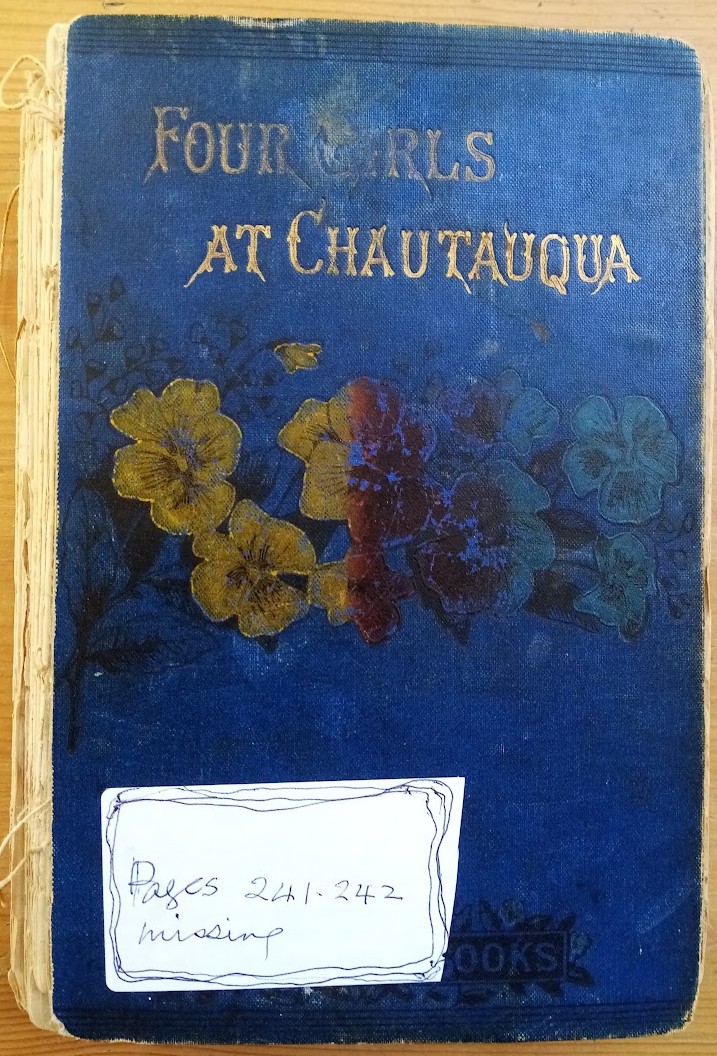 FOUR GIRLS
AT CHAUTAUQUA
Pages 241-242
missing
OOKS